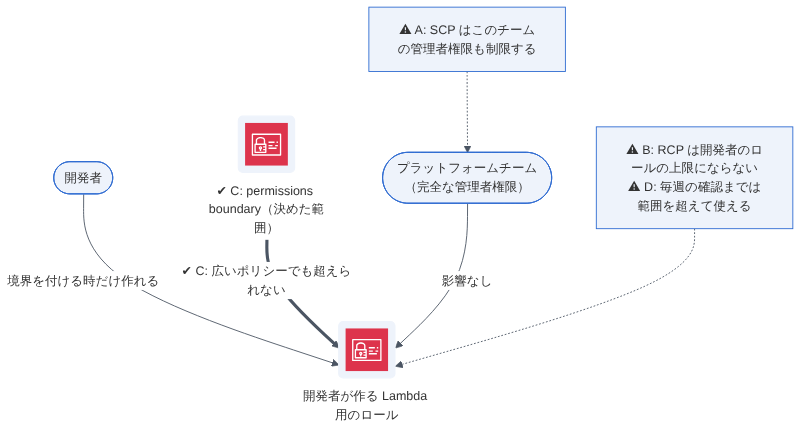 ⚠ A: SCP はこのチーム
の管理者権限も制限する
⚠ B: RCP は開発者のロ
ールの上限にならない
⚠ D: 毎週の確認までは
範囲を超えて使える
開発者
プラットフォームチーム
（完全な管理者権限）
✔ C: permissions
boundary（決めた範
囲）
境界を付ける時だけ作れる
✔ C: 広いポリシーでも超えら
れない
影響なし
開発者が作る Lambda
用のロール